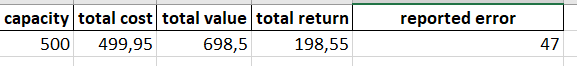 capacity total cost total value total return reported error
500 499,95 698,5 198,55 47